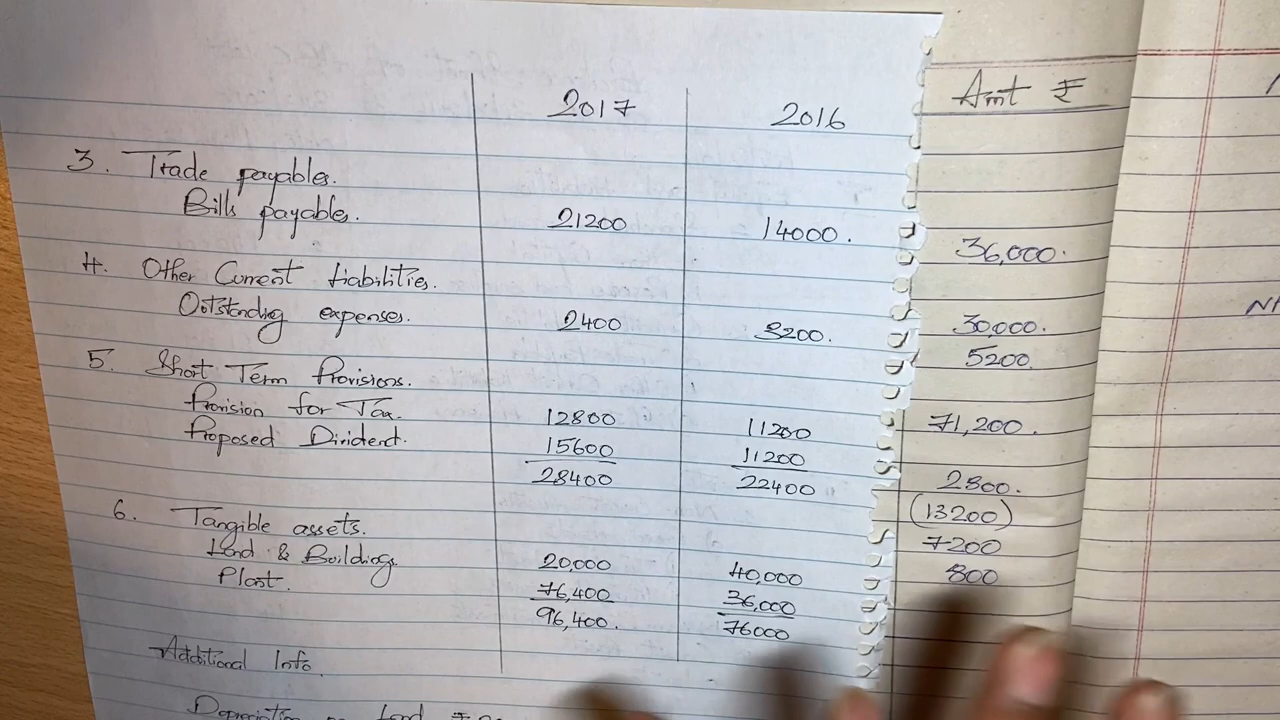 2017 2016
3. Trade payables.
Bills payables. 21200 14000.
4. Other Current Liabilities.
Outstanding expenses. 2400 3200.
5. Short Term Provisions.
Provision for Tax. 12800 11200
Proposed Divident. 15600 11200
28400 22400
6. Tangible assets.
Land & Buildings 20,000 40,000
Plant. 76,400 36,000
96,400. 76000
Additional Info.
Amt ₹
36,000.
30,000.
5200.
71,200.
2800.
(13200)
7200
800